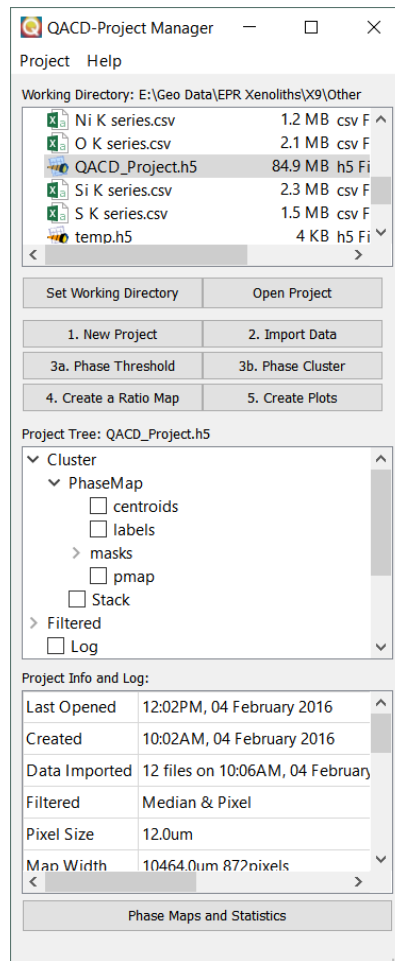 QACD-Project Manager
Project Help
Working Directory: E:\Geo Data\EPR Xenoliths\X9\Other
Ni K series.csv 1.2 MB csv F
O K series.csv 2.1 MB csv F
QACD_Project.h5 84.9 MB h5 Fi
Si K series.csv 2.3 MB csv F
S K series.csv 1.5 MB csv F
temp.h5 4 KB h5 Fi
Set Working Directory Open Project
1. New Project 2. Import Data
3a. Phase Threshold 3b. Phase Cluster
4. Create a Ratio Map 5. Create Plots
Project Tree: QACD_Project.h5
Cluster
PhaseMap
centroids
labels
masks
pmap
Stack
Filtered
Log
Project Info and Log:
Last Opened 12:02PM, 04 February 2016
Created 10:02AM, 04 February 2016
Data Imported 12 files on 10:06AM, 04 February
Filtered Median & Pixel
Pixel Size 12.0um
Map Width 10464.0um 872pixels
Phase Maps and Statistics